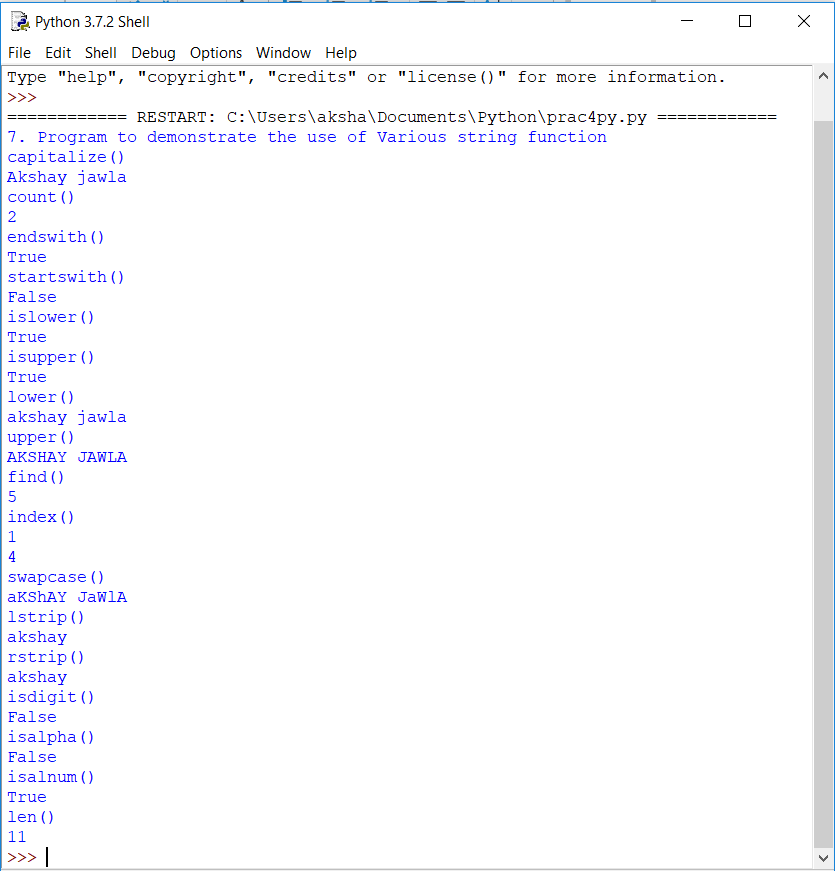 Python 3.7.2 Shell
File Edit Shell Debug Options Window Help
Type "help", "copyright", "credits" or "license()" for more information.
>>>
============ RESTART: C:\Users\aksha\Documents\Python\prac4py.py ============
7. Program to demonstrate the use of Various string function
capitalize()
Akshay jawla
count()
2
endswith()
True
startswith()
False
islower()
True
isupper()
True
lower()
akshay jawla
upper()
AKSHAY JAWLA
find()
5
index()
1
4
swapcase()
aKShAY JaWlA
lstrip()
akshay
rstrip()
akshay
isdigit()
False
isalpha()
False
isalnum()
True
len()
11
>>>